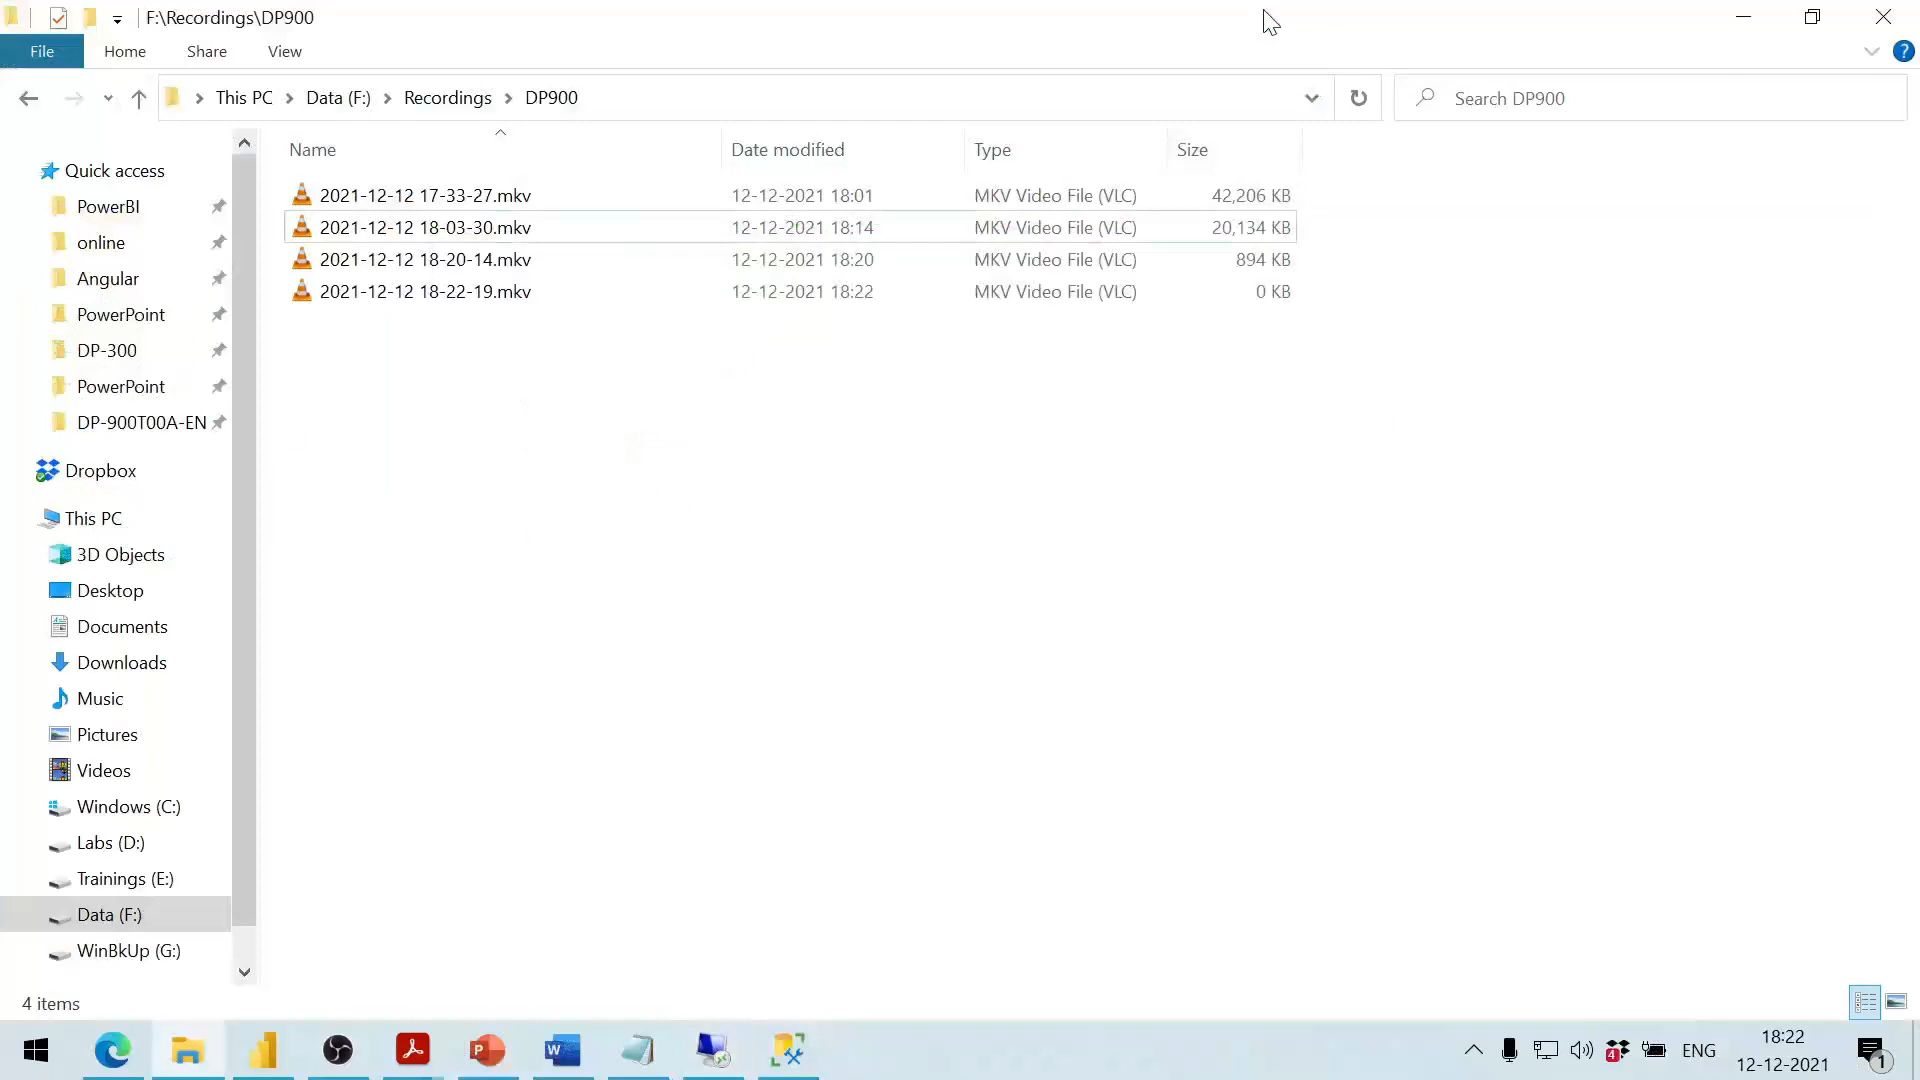 F:\Recordings\DP900
File Home Share View
This PC Data (F:) Recordings DP900
Search DP900
Name Date modified Type Size
2021-12-12 17-33-27.mkv 12-12-2021 18:01 MKV Video File (VLC) 42,206 KB
2021-12-12 18-03-30.mkv 12-12-2021 18:14 MKV Video File (VLC) 20,134 KB
2021-12-12 18-20-14.mkv 12-12-2021 18:20 MKV Video File (VLC) 894 KB
2021-12-12 18-22-19.mkv 12-12-2021 18:22 MKV Video File (VLC) 0 KB
Quick access
PowerBI
online
Angular
PowerPoint
DP-300
PowerPoint
DP-900T00A-EN
Dropbox
This PC
3D Objects
Desktop
Documents
Downloads
Music
Pictures
Videos
Windows (C:)
Labs (D:)
Trainings (E:)
Data (F:)
WinBkUp (G:)
4 items
4
ENG
18:22
12-12-2021
1